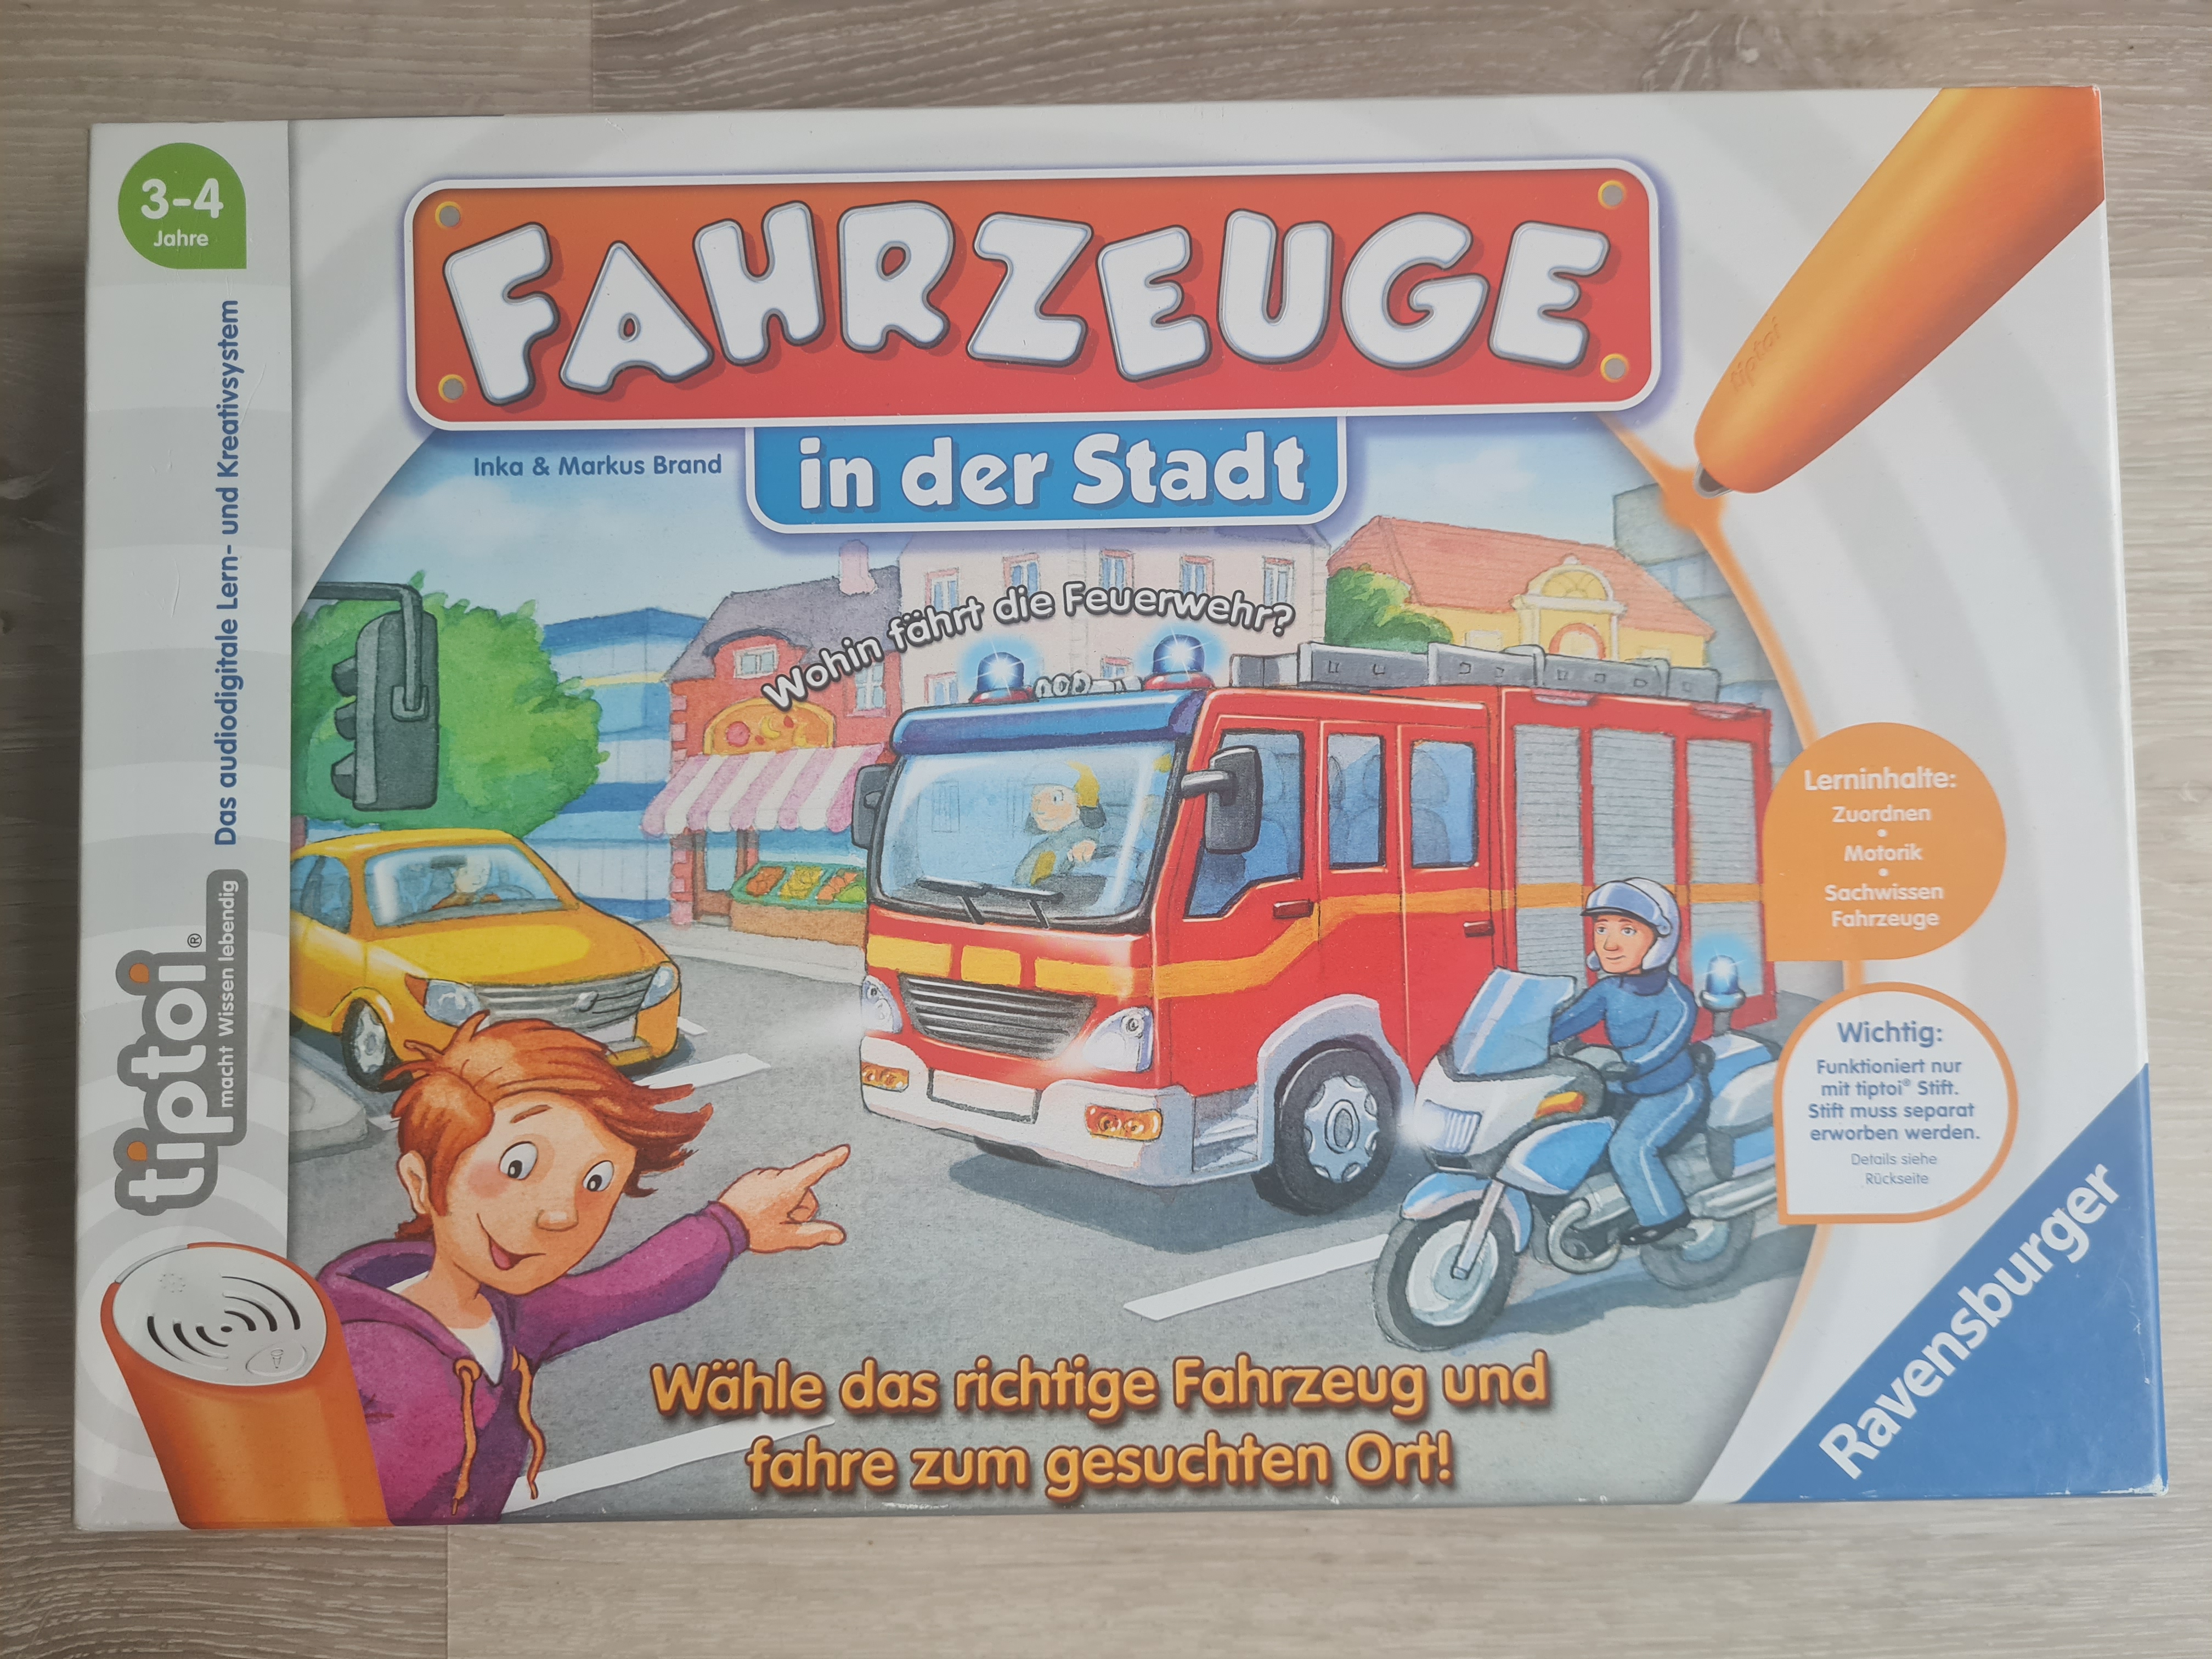 3-4
Jahre
Das audiodigitale Lern- und Kreativsystem
tiptoi®
macht Wissen lebendig
FAHRZEUGE
in der Stadt
Inka & Markus Brand
tiptoi
Wohin fährt die Feuerwehr?
Lerninhalte:
Zuordnen
•
Motorik
•
Sachwissen
Fahrzeuge
Wichtig:
Funktioniert nur
mit tiptoi® Stift.
Stift muss separat
erworben werden.
Details siehe
Rückseite
Wähle das richtige Fahrzeug und
fahre zum gesuchten Ort!
Ravensburger